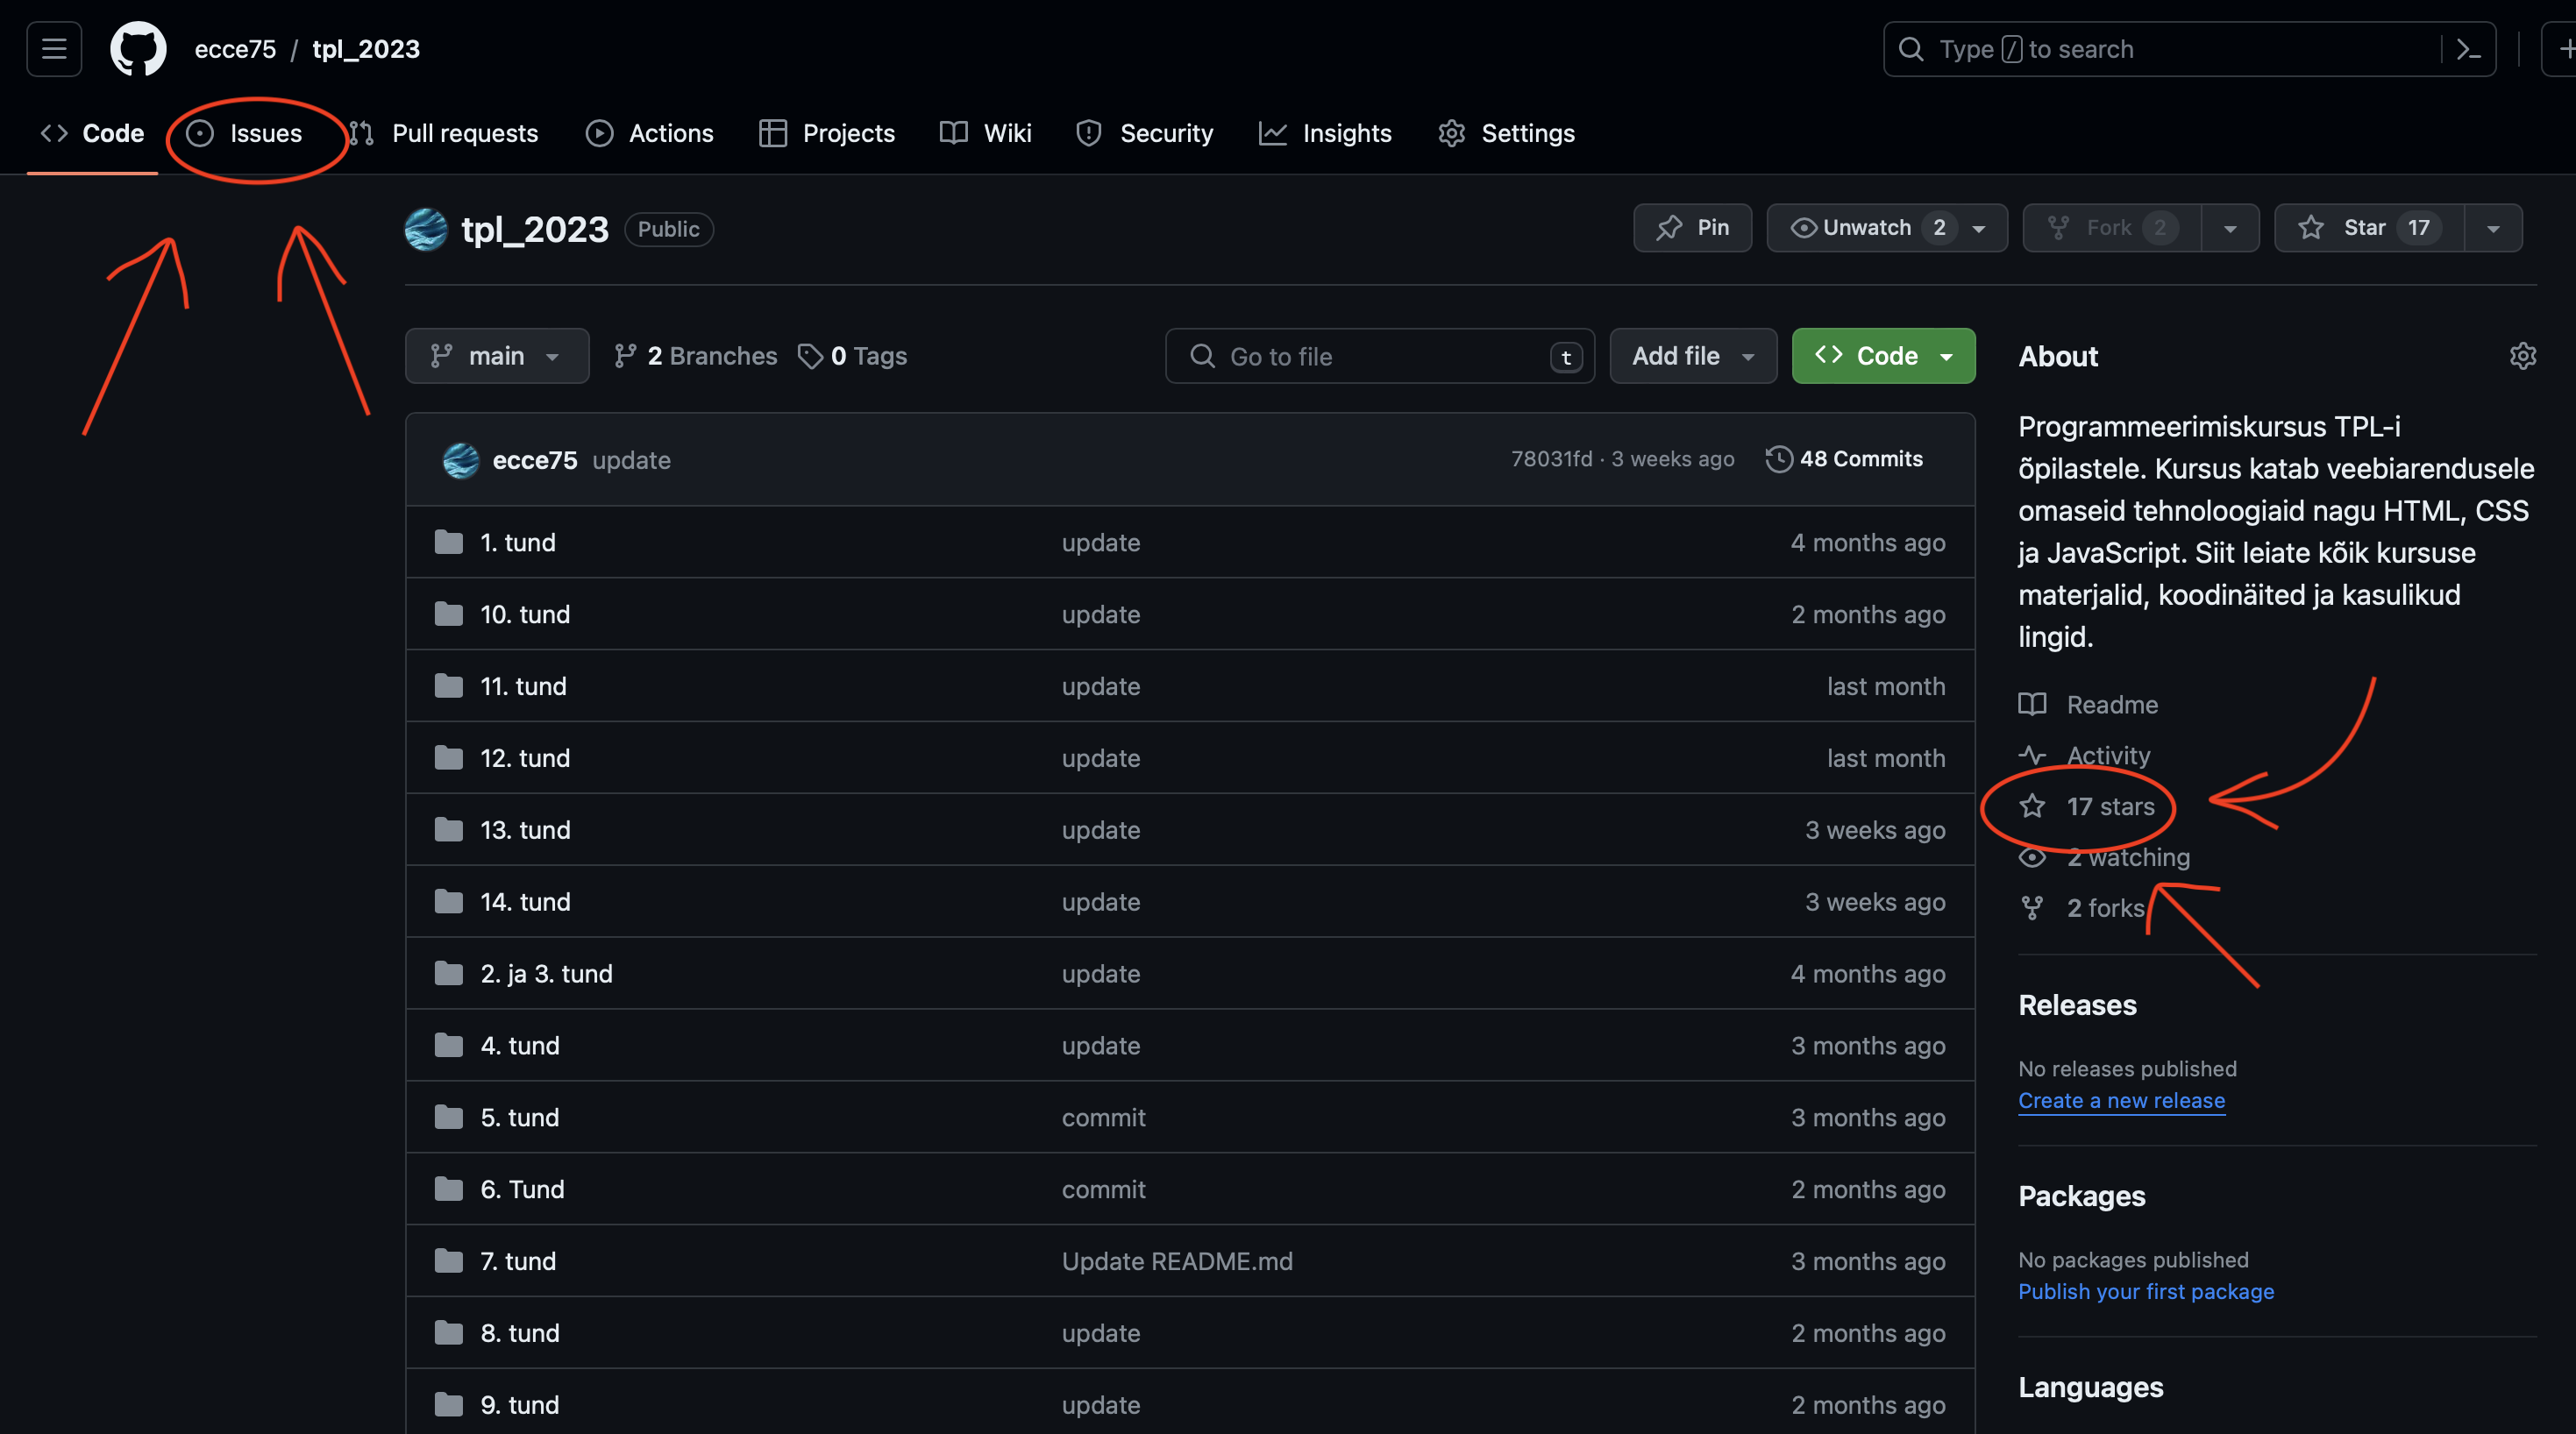 ecce75 / tpl_2023
Type / to search
Code Issues Pull requests Actions Projects Wiki Security Insights Settings
tpl_2023 Public
Pin Unwatch 2 Fork 2 Star 17
main 2 Branches 0 Tags Go to file t Add file Code
ecce75 update 78031fd · 3 weeks ago 48 Commits
1. tund update 4 months ago
10. tund update 2 months ago
11. tund update last month
12. tund update last month
13. tund update 3 weeks ago
14. tund update 3 weeks ago
2. ja 3. tund update 4 months ago
4. tund update 3 months ago
5. tund commit 3 months ago
6. Tund commit 2 months ago
7. tund Update README.md 3 months ago
8. tund update 2 months ago
9. tund update 2 months ago
About
Programmeerimiskursus TPL-i
õpilastele. Kursus katab veebiarendusele
omaseid tehnoloogiaid nagu HTML, CSS
ja JavaScript. Siit leiate kõik kursuse
materjalid, koodinäited ja kasulikud
lingid.
Readme
Activity
17 stars
2 watching
2 forks
Releases
No releases published
Create a new release
Packages
No packages published
Publish your first package
Languages